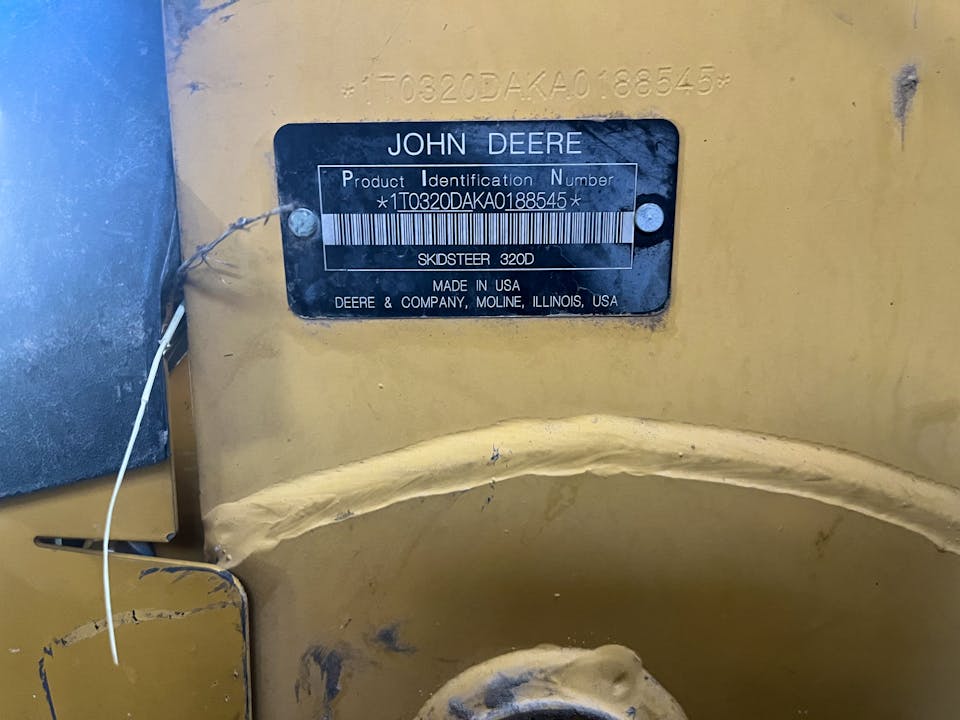 *1T0320DAKA0188545*
JOHN DEERE
Product Identification Number
*1T0320DAKA0188545*
SKIDSTEER 320D
MADE IN USA
DEERE & COMPANY, MOLINE, ILLINOIS, USA